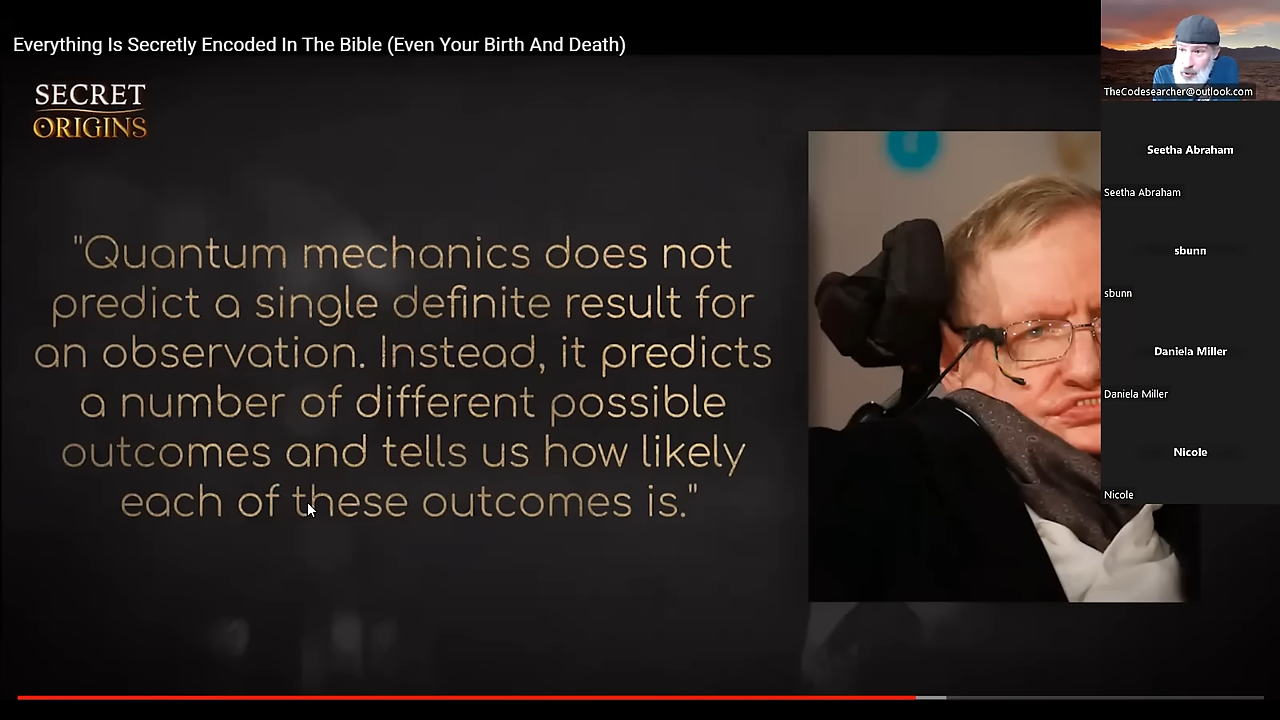 Everything Is Secretly Encoded In The Bible (Even Your Birth And Death)
SECRET
ORIGINS
"Quantum mechanics does not
predict a single definite result for
an observation. Instead, it predicts
a number of different possible
outcomes and tells us how likely
each of these outcomes is."
TheCodesearcher@outlook.com
Seetha Abraham
Seetha Abraham
sbunn
sbunn
Daniela Miller
Daniela Miller
Nicole
Nicole